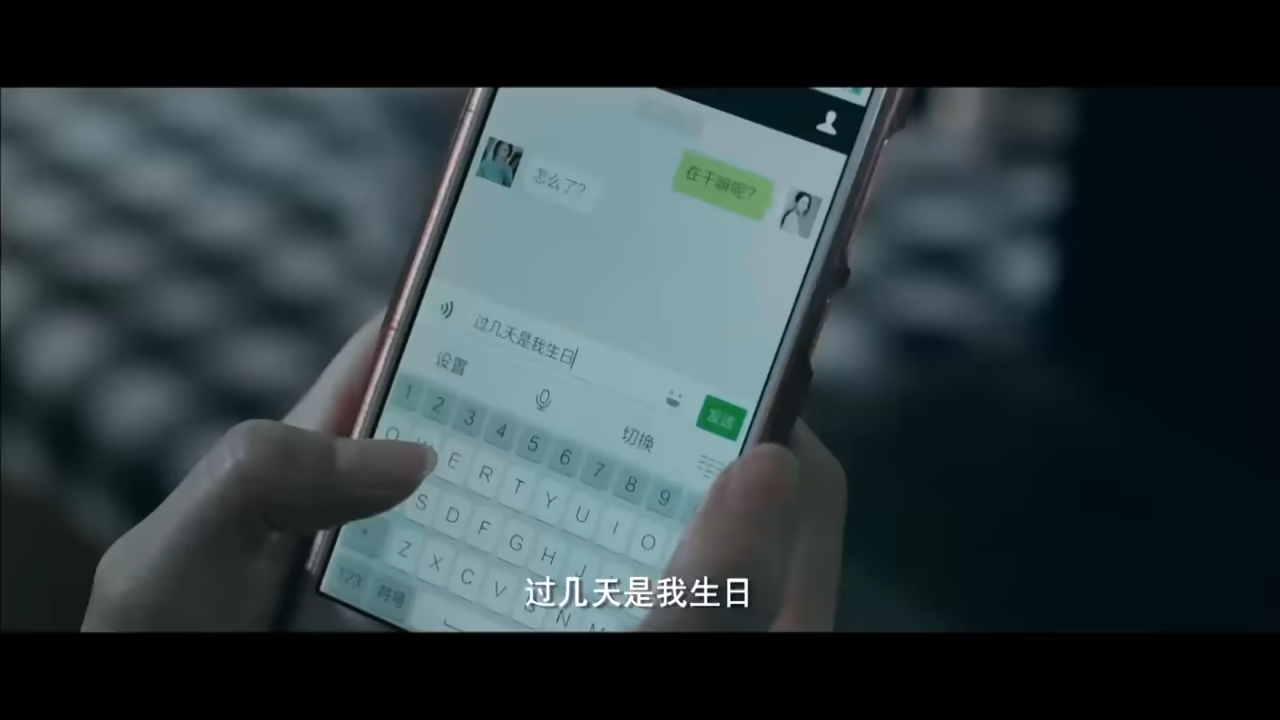 在干嘛呢?
怎么了?
过几天是我生日
发送
设置
切换
1 2 3 4 5 6 7 8 9
Q W E R T Y U I O
S D F G H J
Z X C V B N M
123 符号
过几天是我生日